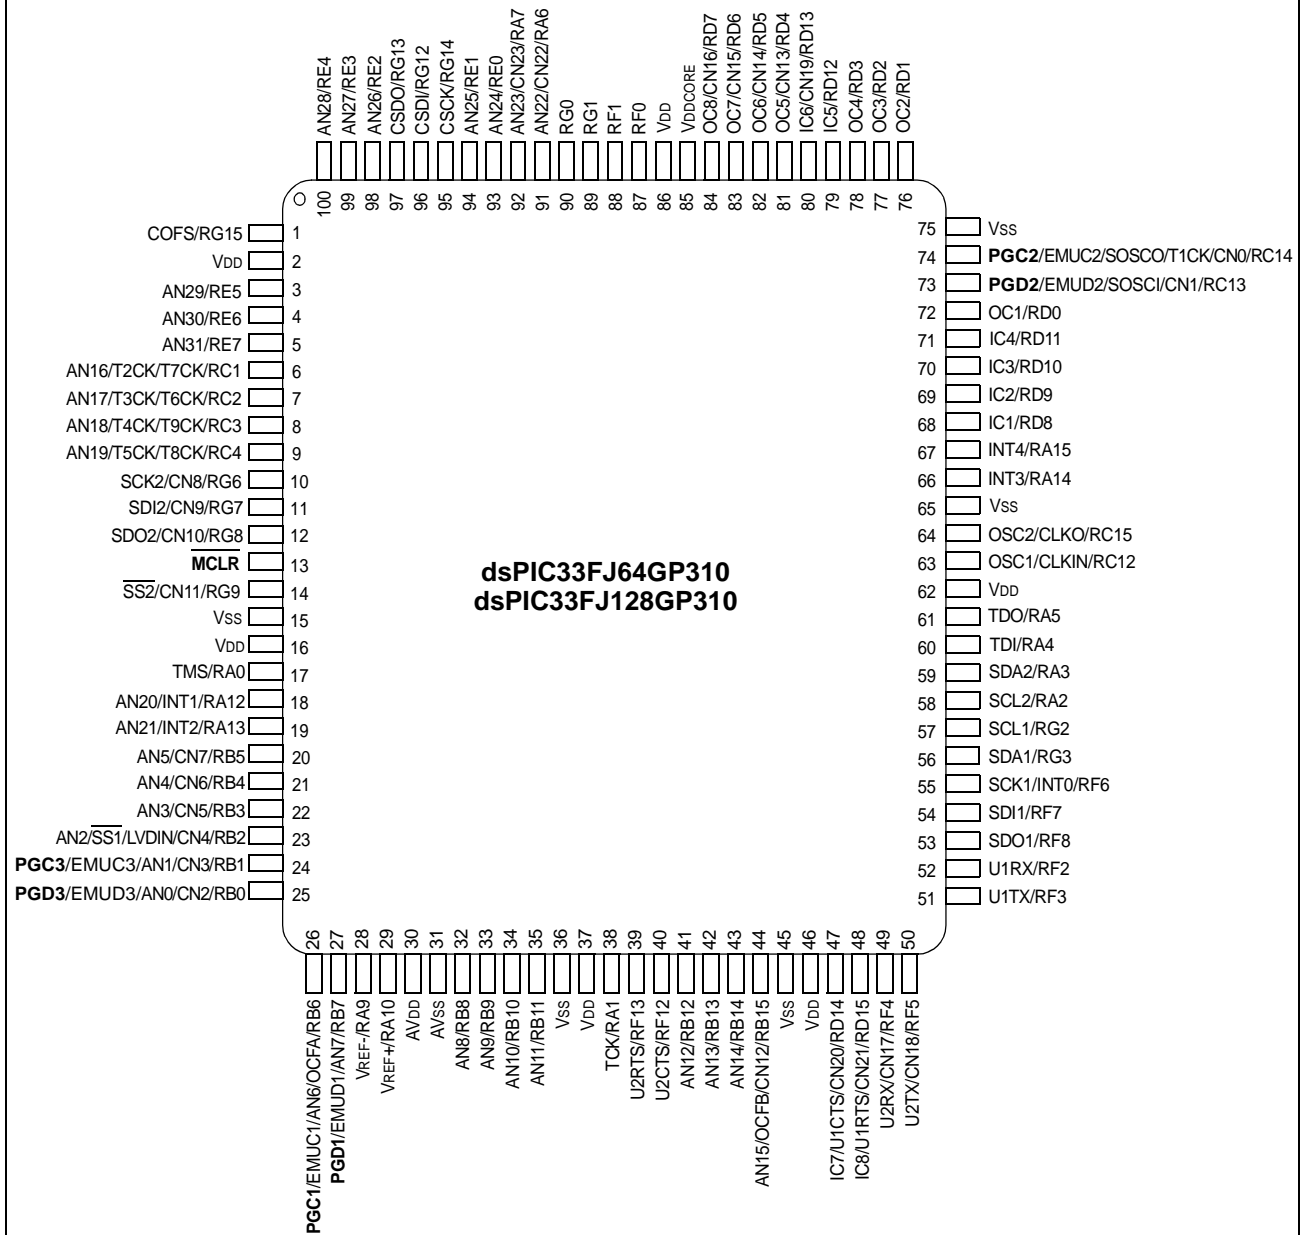 AN28/RE4
AN27/RE3
AN26/RE2
CSDO/RG13
CSDI/RG12
CSCK/RG14
AN25/RE1
AN24/RE0
AN23/CN23/RA7
AN22/CN22/RA6
RG0
RG1
RF1
RF0
VDD
VDDCORE
OC8/CN16/RD7
OC7/CN15/RD6
OC6/CN14/RD5
OC5/CN13/RD4
IC6/CN19/RD13
IC5/RD12
OC4/RD3
OC3/RD2
OC2/RD1
100
99
98
97
96
95
94
93
92
91
90
89
88
87
86
85
84
83
82
81
80
79
78
77
76
COFS/RG15 1
VDD 2
AN29/RE5 3
AN30/RE6 4
AN31/RE7 5
AN16/T2CK/T7CK/RC1 6
AN17/T3CK/T6CK/RC2 7
AN18/T4CK/T9CK/RC3 8
AN19/T5CK/T8CK/RC4 9
SCK2/CN8/RG6 10
SDI2/CN9/RG7 11
SDO2/CN10/RG8 12
MCLR 13
SS2/CN11/RG9 14
VSS 15
VDD 16
TMS/RA0 17
AN20/INT1/RA12 18
AN21/INT2/RA13 19
AN5/CN7/RB5 20
AN4/CN6/RB4 21
AN3/CN5/RB3 22
AN2/SS1/LVDIN/CN4/RB2 23
PGC3/EMUC3/AN1/CN3/RB1 24
PGD3/EMUD3/AN0/CN2/RB0 25
dsPIC33FJ64GP310
dsPIC33FJ128GP310
75 VSS
74 PGC2/EMUC2/SOSCO/T1CK/CN0/RC14
73 PGD2/EMUD2/SOSCI/CN1/RC13
72 OC1/RD0
71 IC4/RD11
70 IC3/RD10
69 IC2/RD9
68 IC1/RD8
67 INT4/RA15
66 INT3/RA14
65 VSS
64 OSC2/CLKO/RC15
63 OSC1/CLKIN/RC12
62 VDD
61 TDO/RA5
60 TDI/RA4
59 SDA2/RA3
58 SCL2/RA2
57 SCL1/RG2
56 SDA1/RG3
55 SCK1/INT0/RF6
54 SDI1/RF7
53 SDO1/RF8
52 U1RX/RF2
51 U1TX/RF3
26
27
28
29
30
31
32
33
34
35
36
37
38
39
40
41
42
43
44
45
46
47
48
49
50
PGC1/EMUC1/AN6/OCFA/RB6
PGD1/EMUD1/AN7/RB7
VREF-/RA9
VREF+/RA10
AVDD
AVSS
AN8/RB8
AN9/RB9
AN10/RB10
AN11/RB11
VSS
VDD
TCK/RA1
U2RTS/RF13
U2CTS/RF12
AN12/RB12
AN13/RB13
AN14/RB14
AN15/OCFB/CN12/RB15
VSS
VDD
IC7/U1CTS/CN20/RD14
IC8/U1RTS/CN21/RD15
U2RX/CN17/RF4
U2TX/CN18/RF5